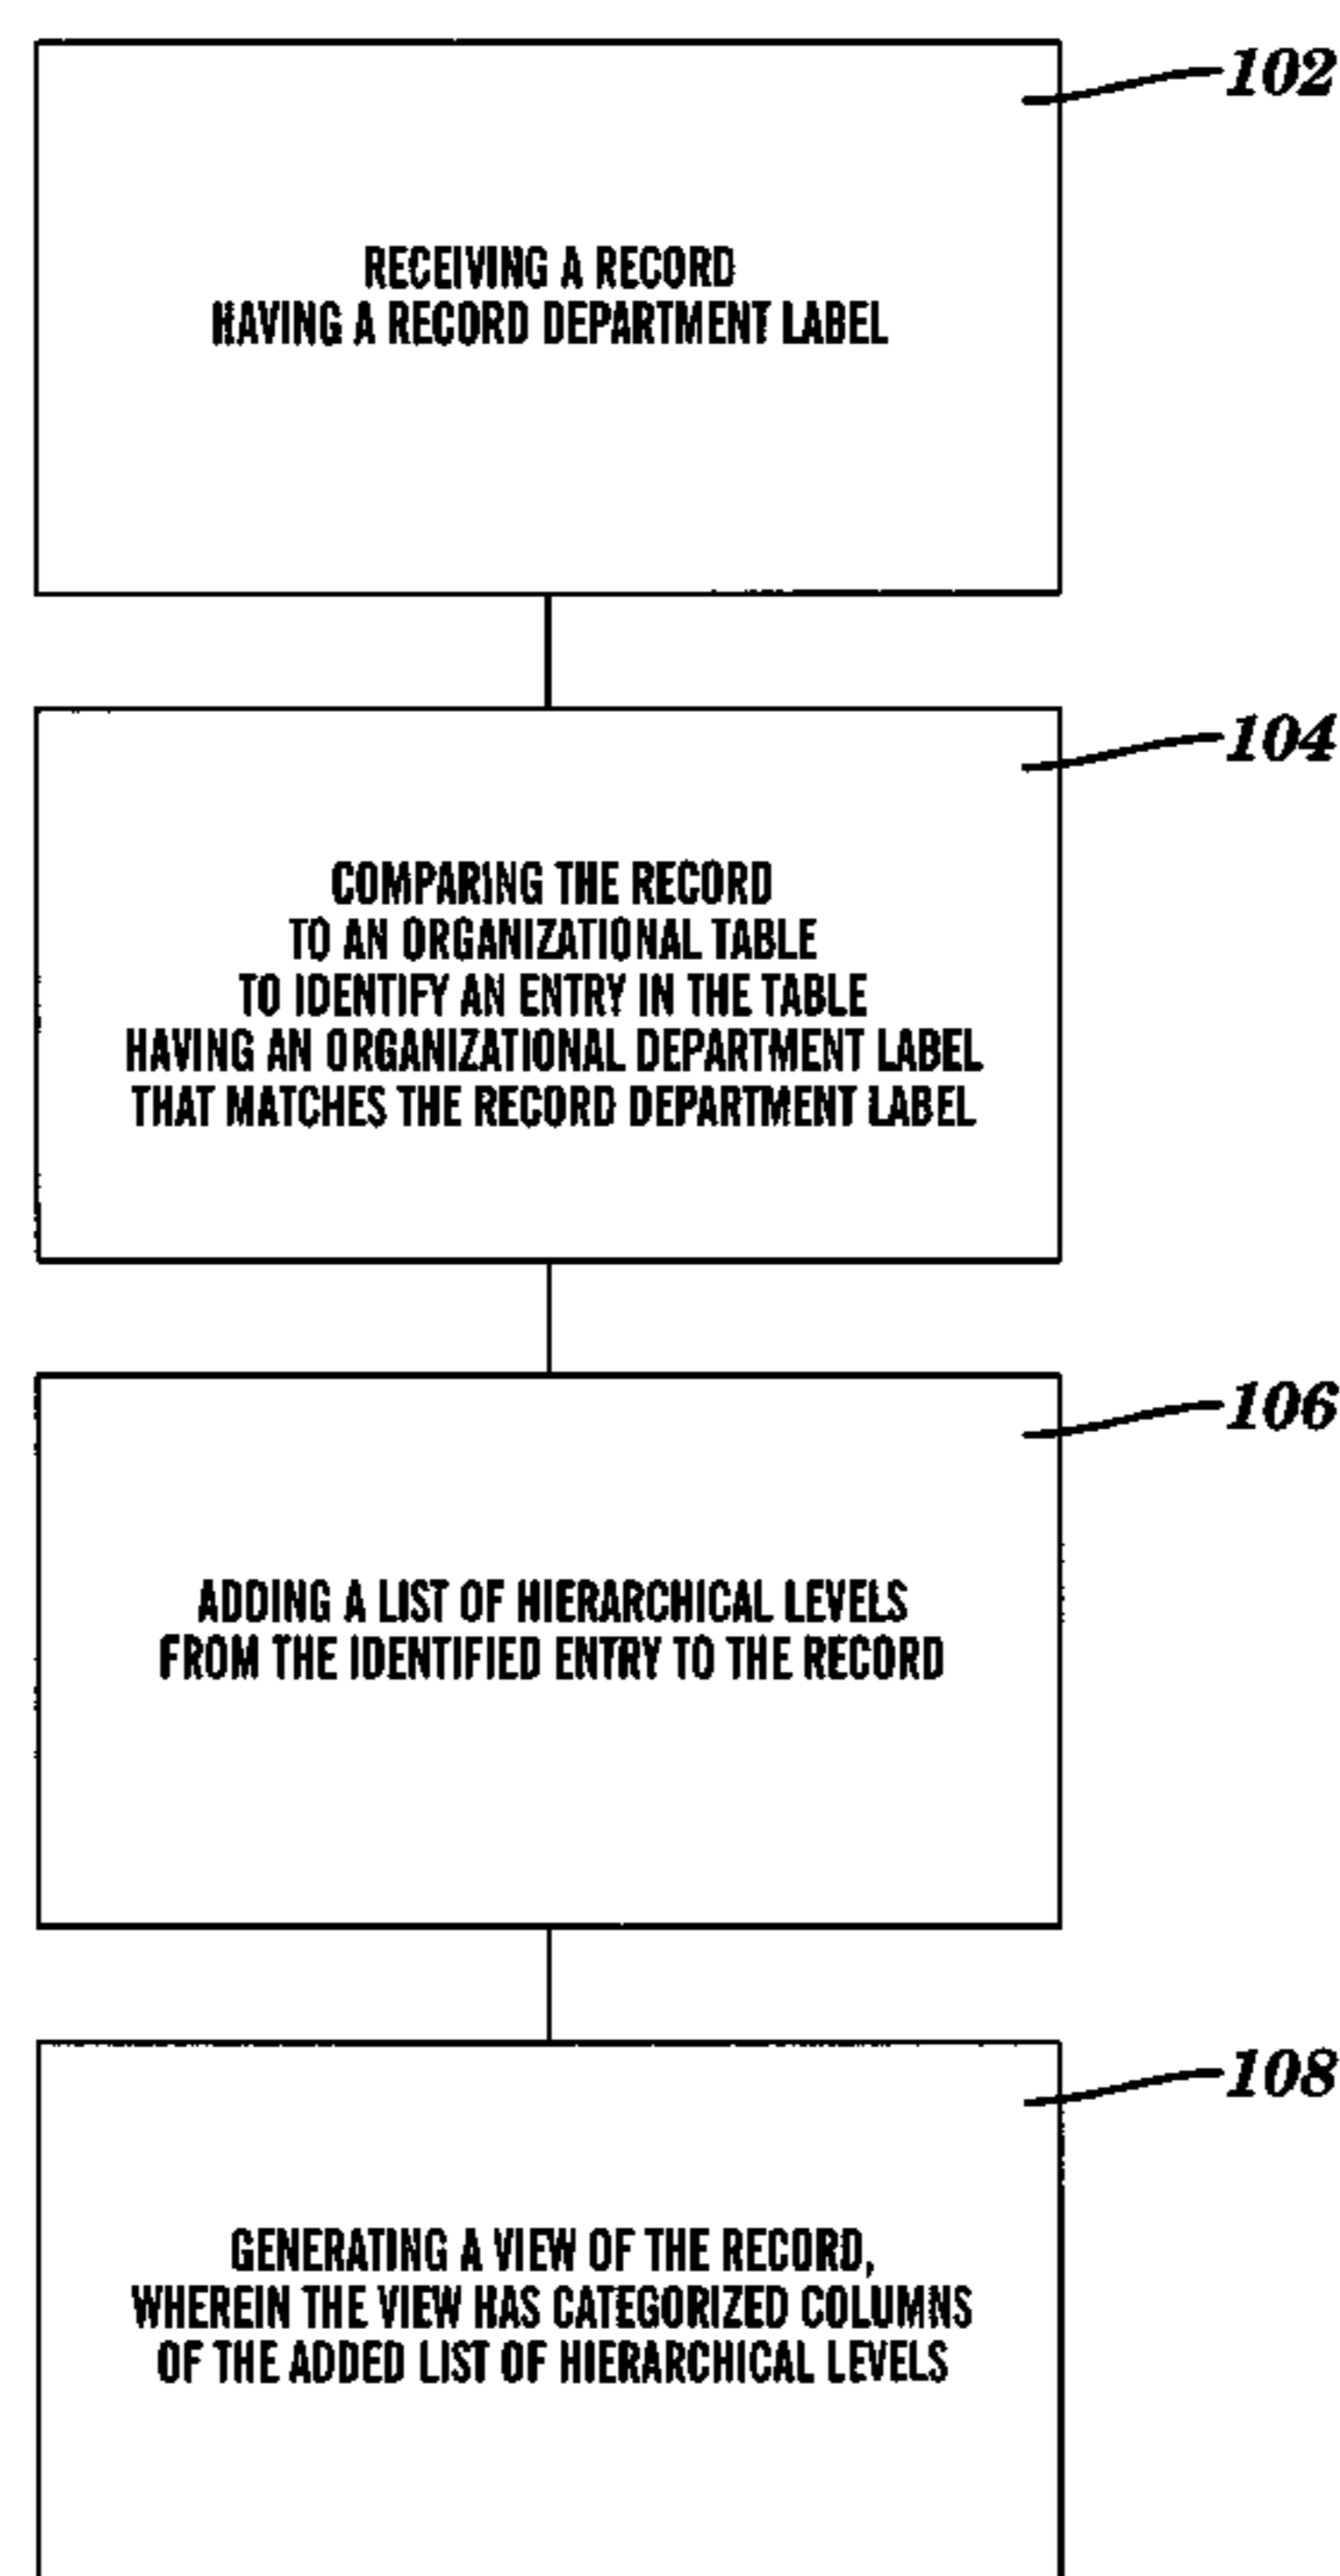 102
RECEIVING A RECORD
HAVING A RECORD DEPARTMENT LABEL
104
COMPARING THE RECORD
TO AN ORGANIZATIONAL TABLE
TO IDENTIFY AN ENTRY IN THE TABLE
HAVING AN ORGANIZATIONAL DEPARTMENT LABEL
THAT MATCHES THE RECORD DEPARTMENT LABEL
106
ADDING A LIST OF HIERARCHICAL LEVELS
FROM THE IDENTIFIED ENTRY TO THE RECORD
108
GENERATING A VIEW OF THE RECORD,
WHEREIN THE VIEW HAS CATEGORIZED COLUMNS
OF THE ADDED LIST OF HIERARCHICAL LEVELS